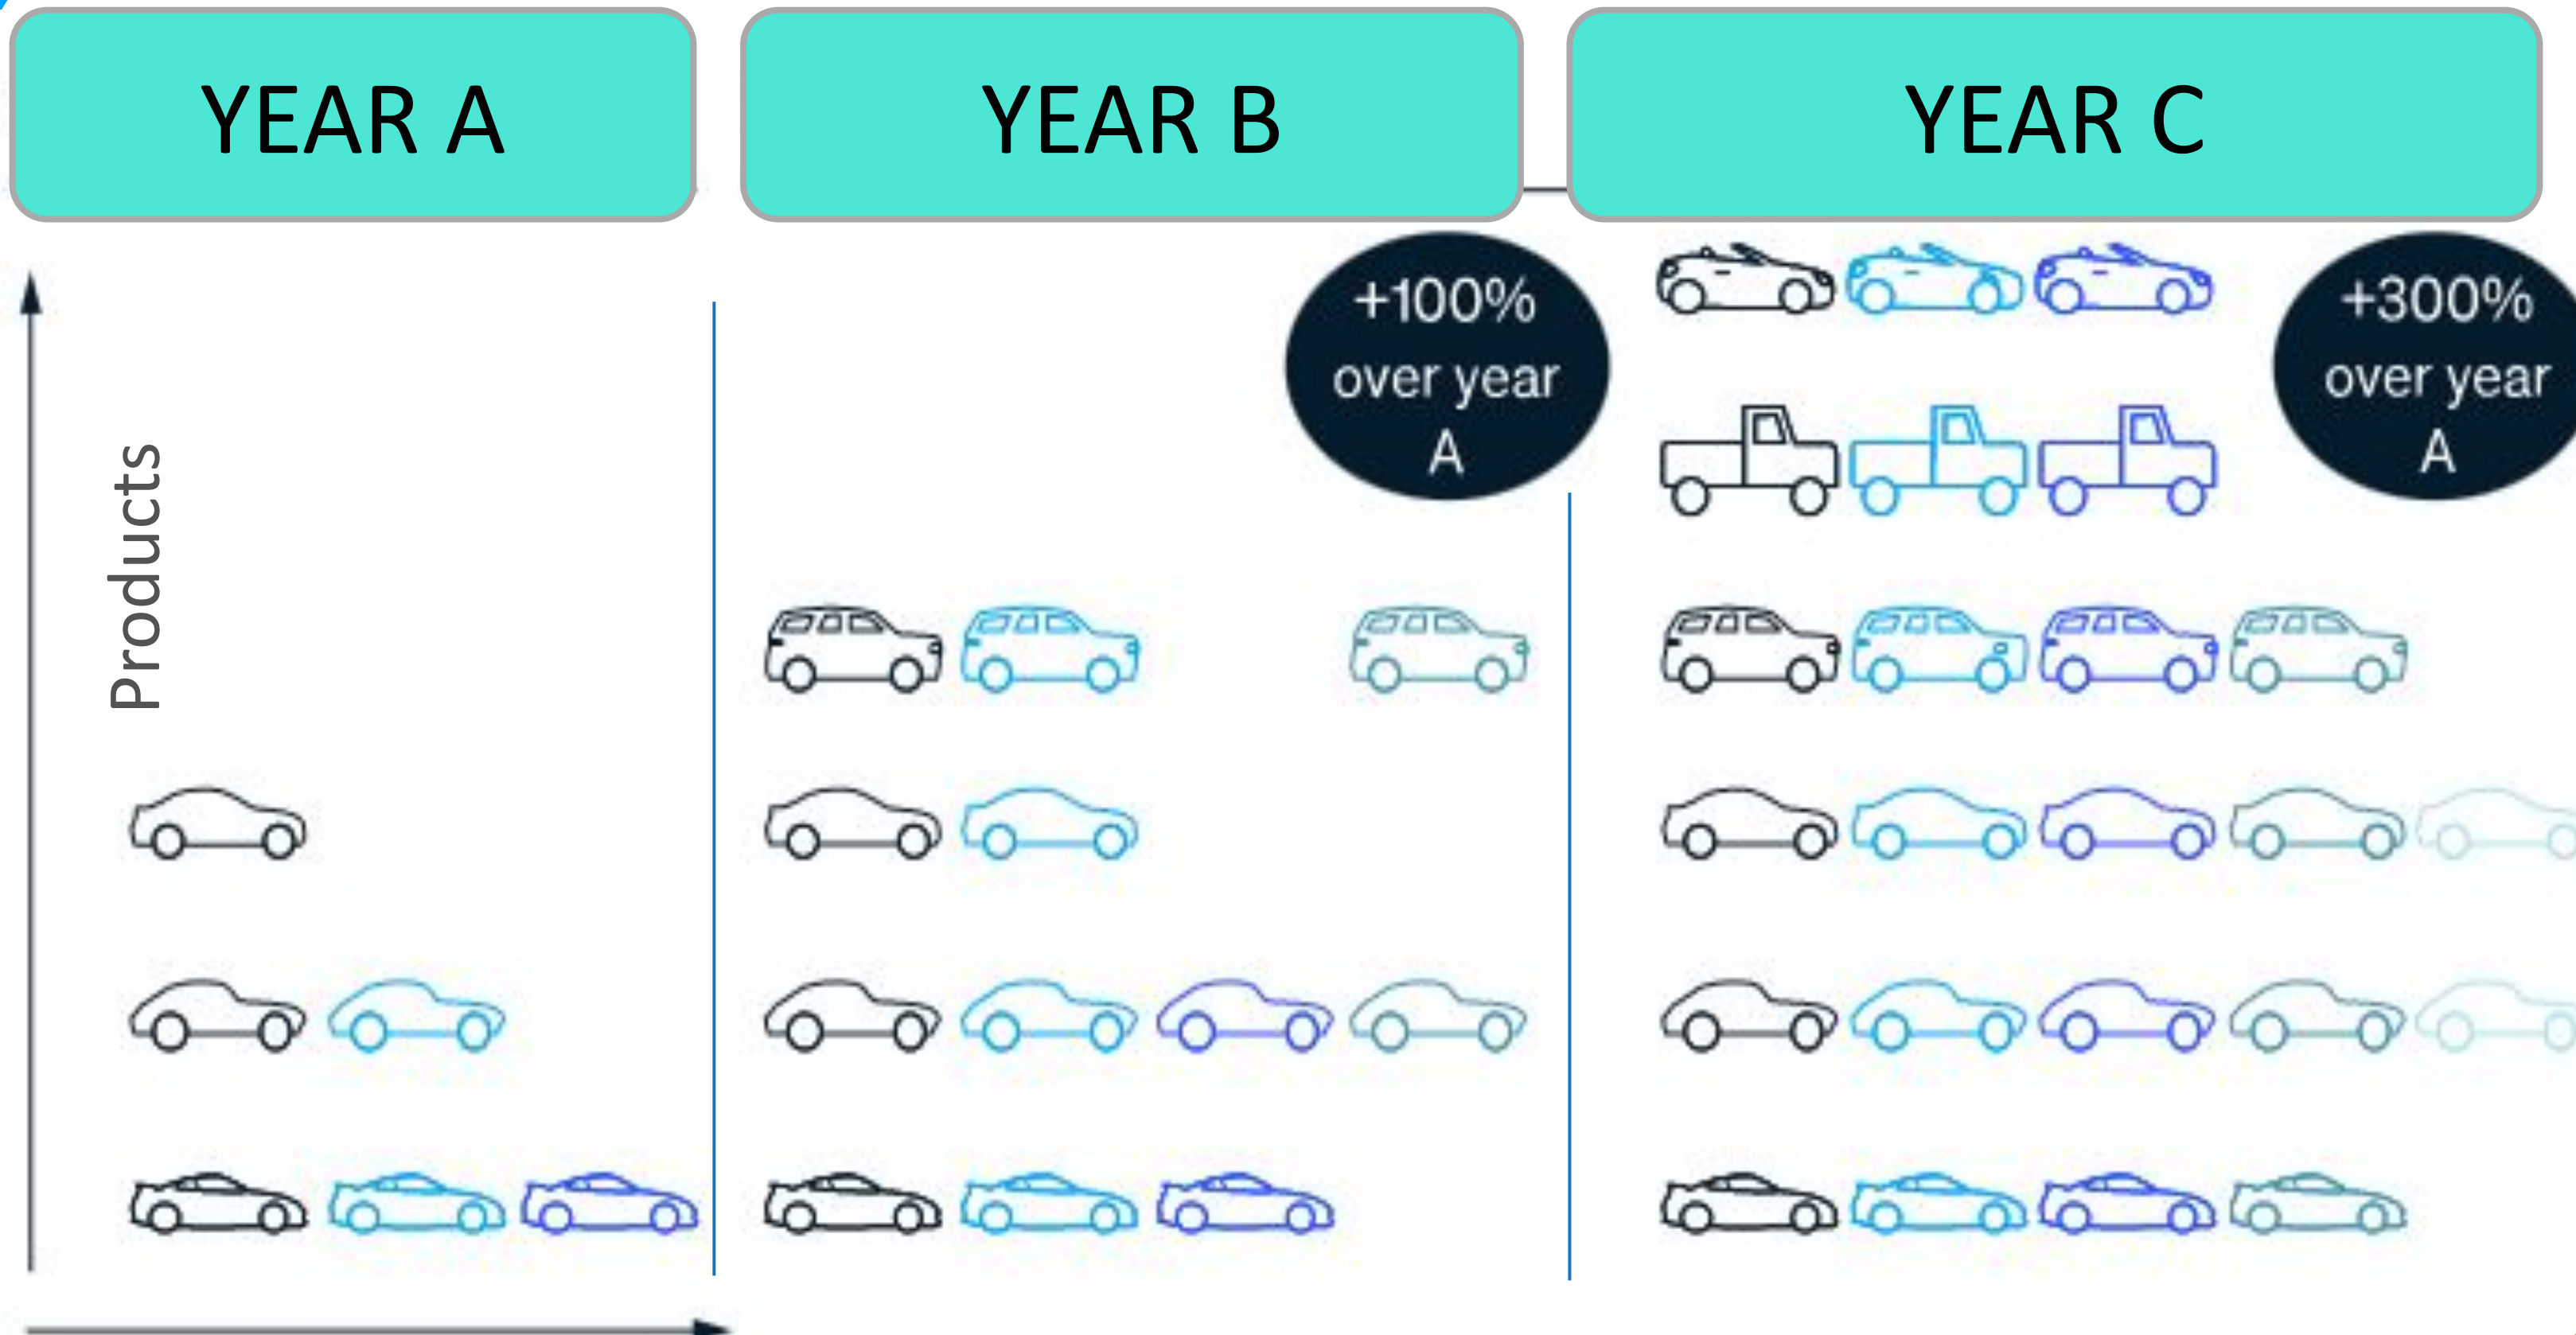 YEAR A
YEAR B
YEAR C
+100%
over year
A
+300%
over year
A
Products